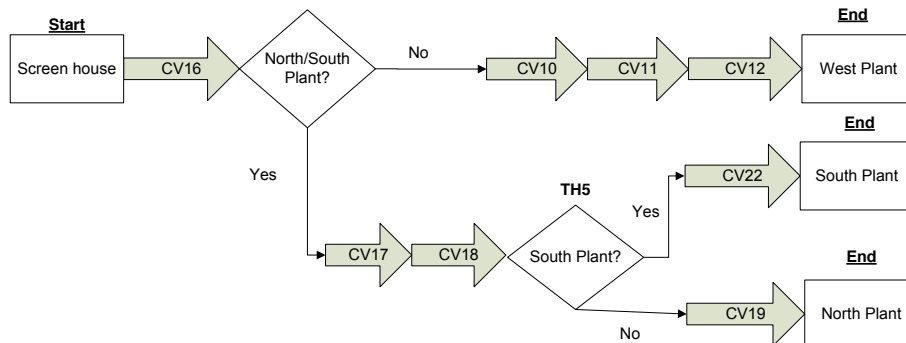 Start
Screen house
CV16
North/South
Plant?
No
CV10
CV11
CV12
End
West Plant
Yes
CV17
CV18
TH5
South Plant?
Yes
CV22
End
South Plant
No
CV19
End
North Plant